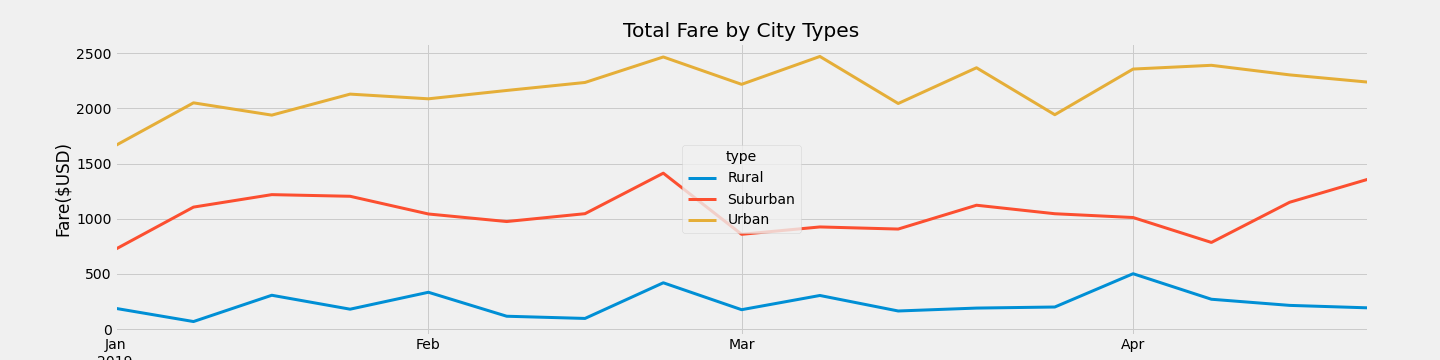 Total Fare by City Types
Fare($USD)
2500
2000
1500
1000
500
0
type
Rural
Suburban
Urban
Jan
Feb
Mar
Apr
2019